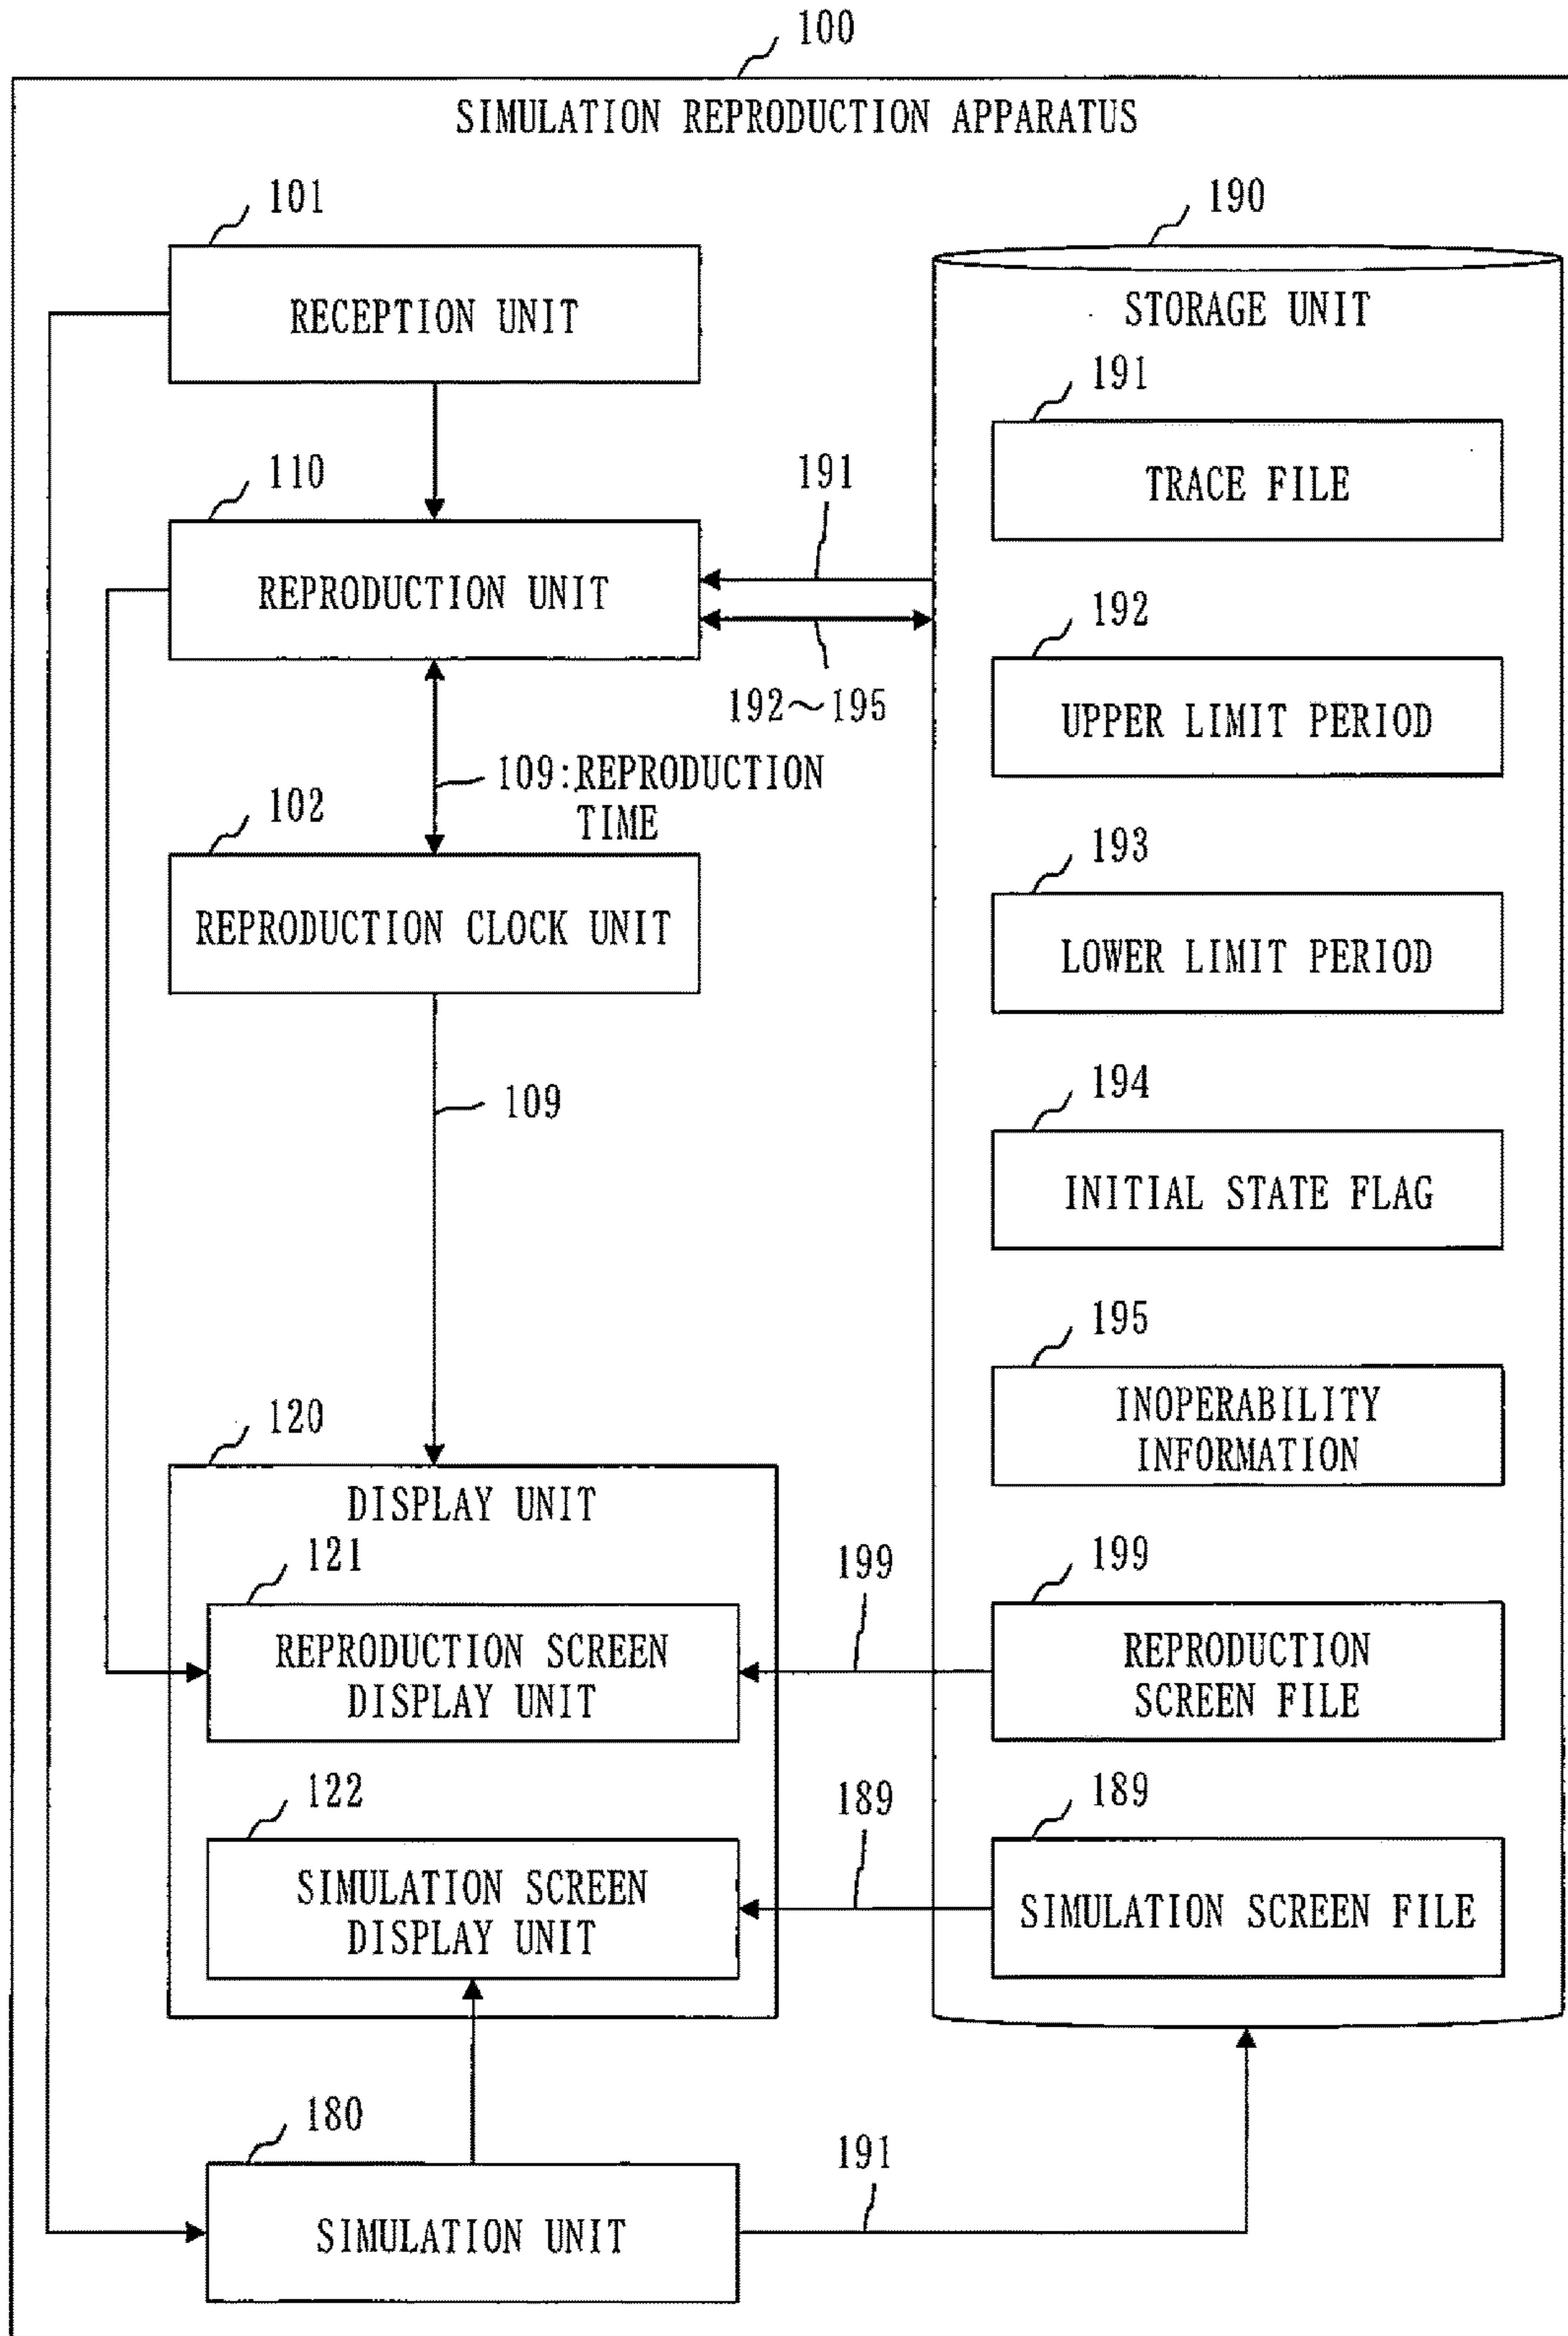 100
SIMULATION REPRODUCTION APPARATUS
101
RECEPTION UNIT
110
REPRODUCTION UNIT
191
192~195
109:REPRODUCTION
TIME
102
REPRODUCTION CLOCK UNIT
109
120
DISPLAY UNIT
121
REPRODUCTION SCREEN
DISPLAY UNIT
122
SIMULATION SCREEN
DISPLAY UNIT
180
SIMULATION UNIT
190
STORAGE UNIT
191
TRACE FILE
192
UPPER LIMIT PERIOD
193
LOWER LIMIT PERIOD
194
INITIAL STATE FLAG
195
INOPERABILITY
INFORMATION
199
199
REPRODUCTION
SCREEN FILE
189
189
SIMULATION SCREEN FILE
191